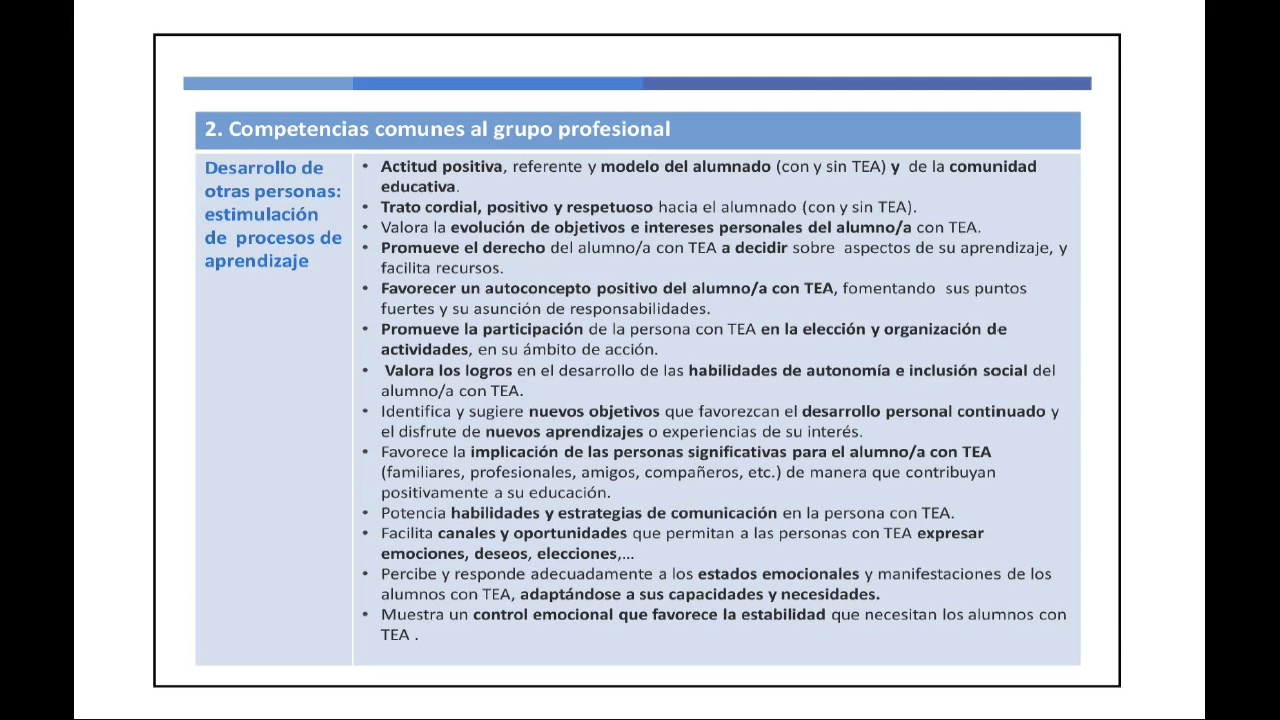 2. Competencias comunes al grupo profesional
Desarrollo de
otras personas:
estimulación
de procesos de
aprendizaje
• Actitud positiva, referente y modelo del alumnado (con y sin TEA) y de la comunidad
educativa.
• Trato cordial, positivo y respetuoso hacia el alumnado (con y sin TEA).
• Valora la evolución de objetivos e intereses personales del alumno/a con TEA.
• Promueve el derecho del alumno/a con TEA a decidir sobre aspectos de su aprendizaje, y
facilita recursos.
• Favorecer un autoconcepto positivo del alumno/a con TEA, fomentando sus puntos
fuertes y su asunción de responsabilidades.
• Promueve la participación de la persona con TEA en la elección y organización de
actividades, en su ámbito de acción.
• Valora los logros en el desarrollo de las habilidades de autonomía e inclusión social del
alumno/a con TEA.
• Identifica y sugiere nuevos objetivos que favorezcan el desarrollo personal continuado y
el disfrute de nuevos aprendizajes o experiencias de su interés.
• Favorece la implicación de las personas significativas para el alumno/a con TEA
(familiares, profesionales, amigos, compañeros, etc.) de manera que contribuyan
positivamente a su educación.
• Potencia habilidades y estrategias de comunicación en la persona con TEA.
• Facilita canales y oportunidades que permitan a las personas con TEA expresar
emociones, deseos, elecciones,...
• Percibe y responde adecuadamente a los estados emocionales y manifestaciones de los
alumnos con TEA, adaptándose a sus capacidades y necesidades.
• Muestra un control emocional que favorece la estabilidad que necesitan los alumnos con
TEA .